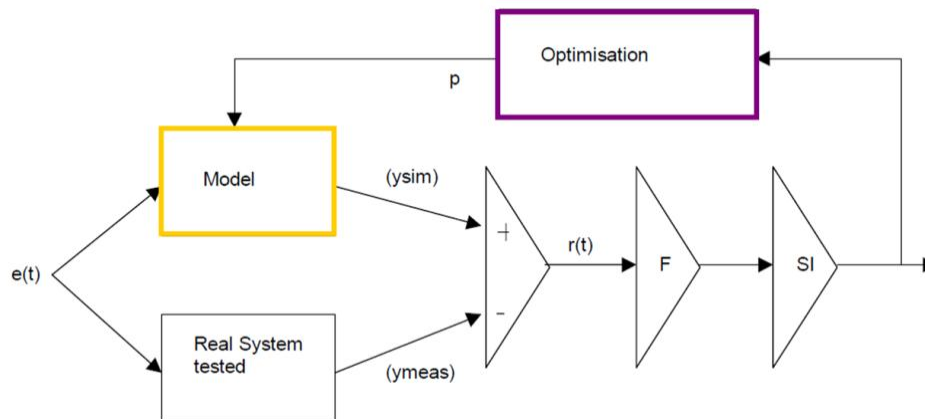 Optimisation
p
Model
(ysim)
+
r(t)
F
SI
e(t)
-
Real System
tested
(ymeas)